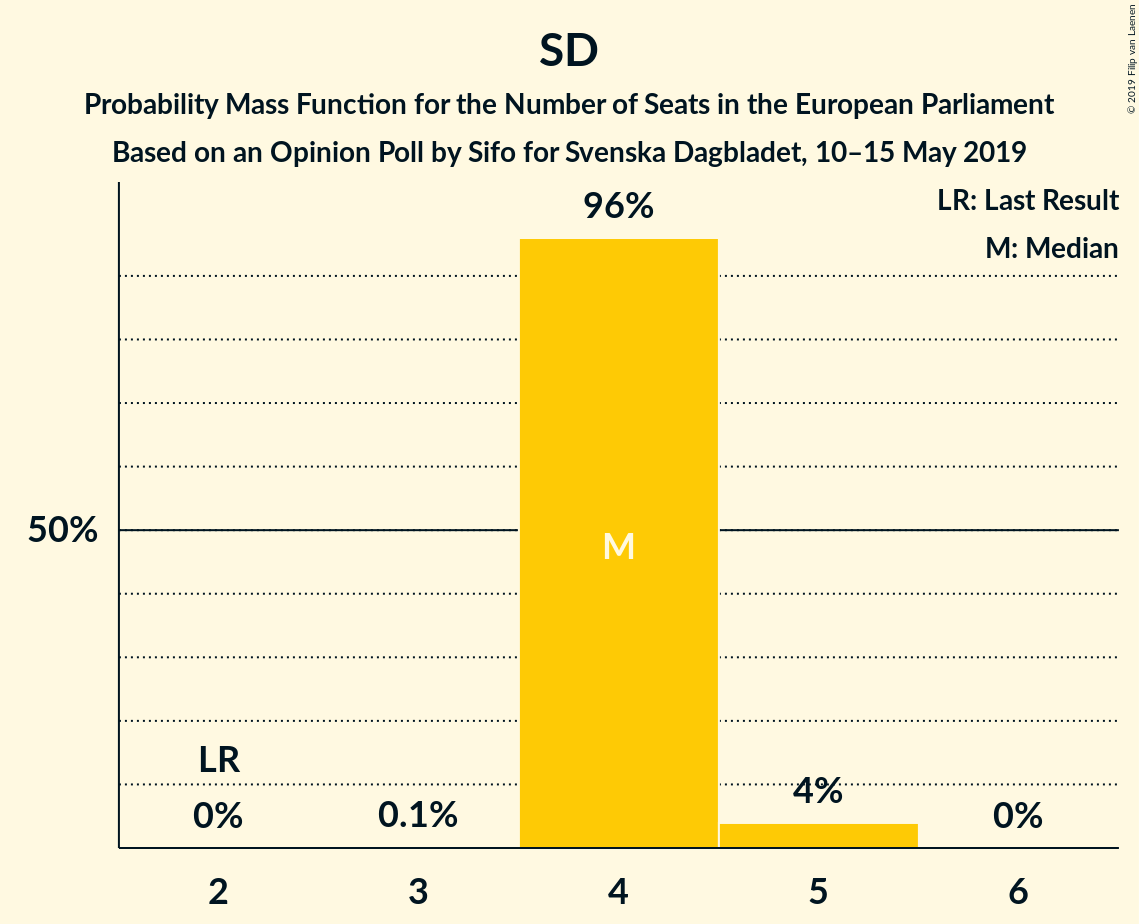 SD
Probability Mass Function for the Number of Seats in the European Parliament
Based on an Opinion Poll by Sifo for Svenska Dagbladet, 10–15 May 2019
© 2019 Filip van Laenen
LR: Last Result
M: Median
96%
50%
M
LR
0%
0.1%
4%
0%
2
3
4
5
6